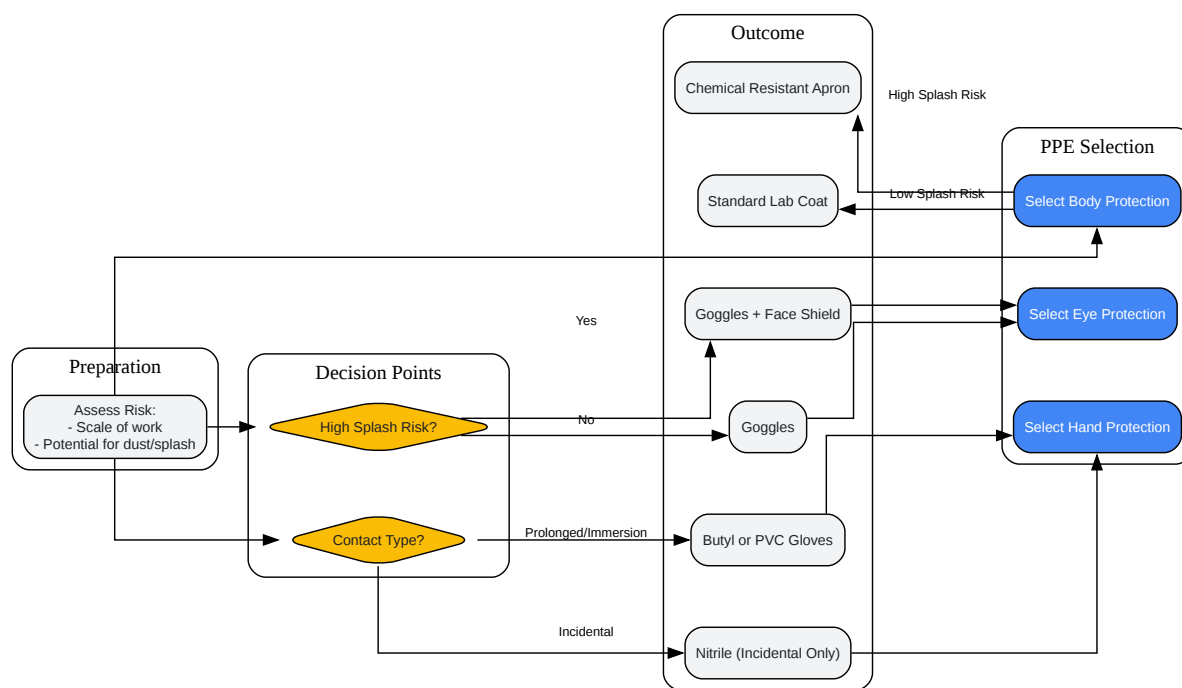 Outcome
Chemical Resistant Apron
High Splash Risk
PPE Selection
Standard Lab Coat
Low Splash Risk
Select Body Protection
Goggles + Face Shield
Yes
Select Eye Protection
Preparation
Decision Points
Assess Risk:
- Scale of work
- Potential for dust/splash
High Splash Risk?
No
Goggles
Select Hand Protection
Contact Type?
Prolonged/Immersion
Butyl or PVC Gloves
Incidental
Nitrile (Incidental Only)